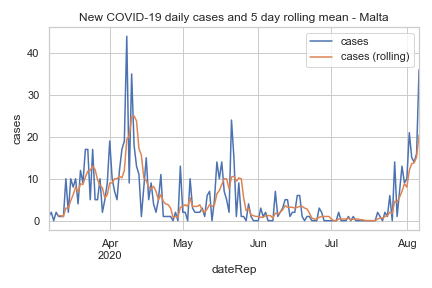 New COVID-19 daily cases and 5 day rolling mean - Malta
cases
cases (rolling)
40
30
20
10
0
cases
Apr
2020
May
Jun
Jul
Aug
dateRep